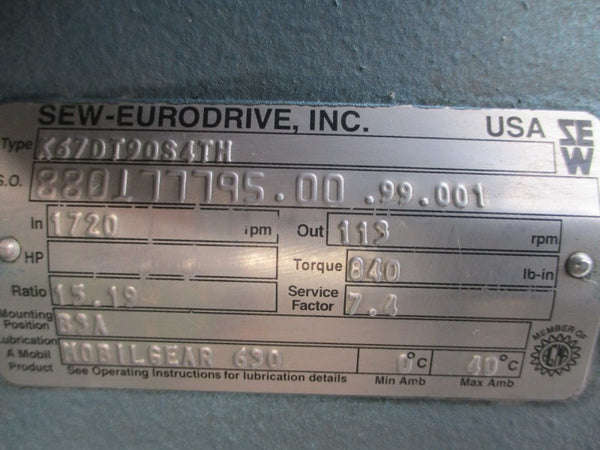 SEW-EURODRIVE, INC. USA SEW
Type K67DT90S4TH
S.O. 880177795.00 .99.001
In 1720 rpm Out 113 rpm
HP Torque 840 lb-in
Ratio 15.19 Service Factor 7.4
Mounting Position B3A
Lubrication A Mobil Product MOBILGEAR 630 0°C 40°C
See Operating Instructions for lubrication details Min Amb Max Amb
MEMBER OF